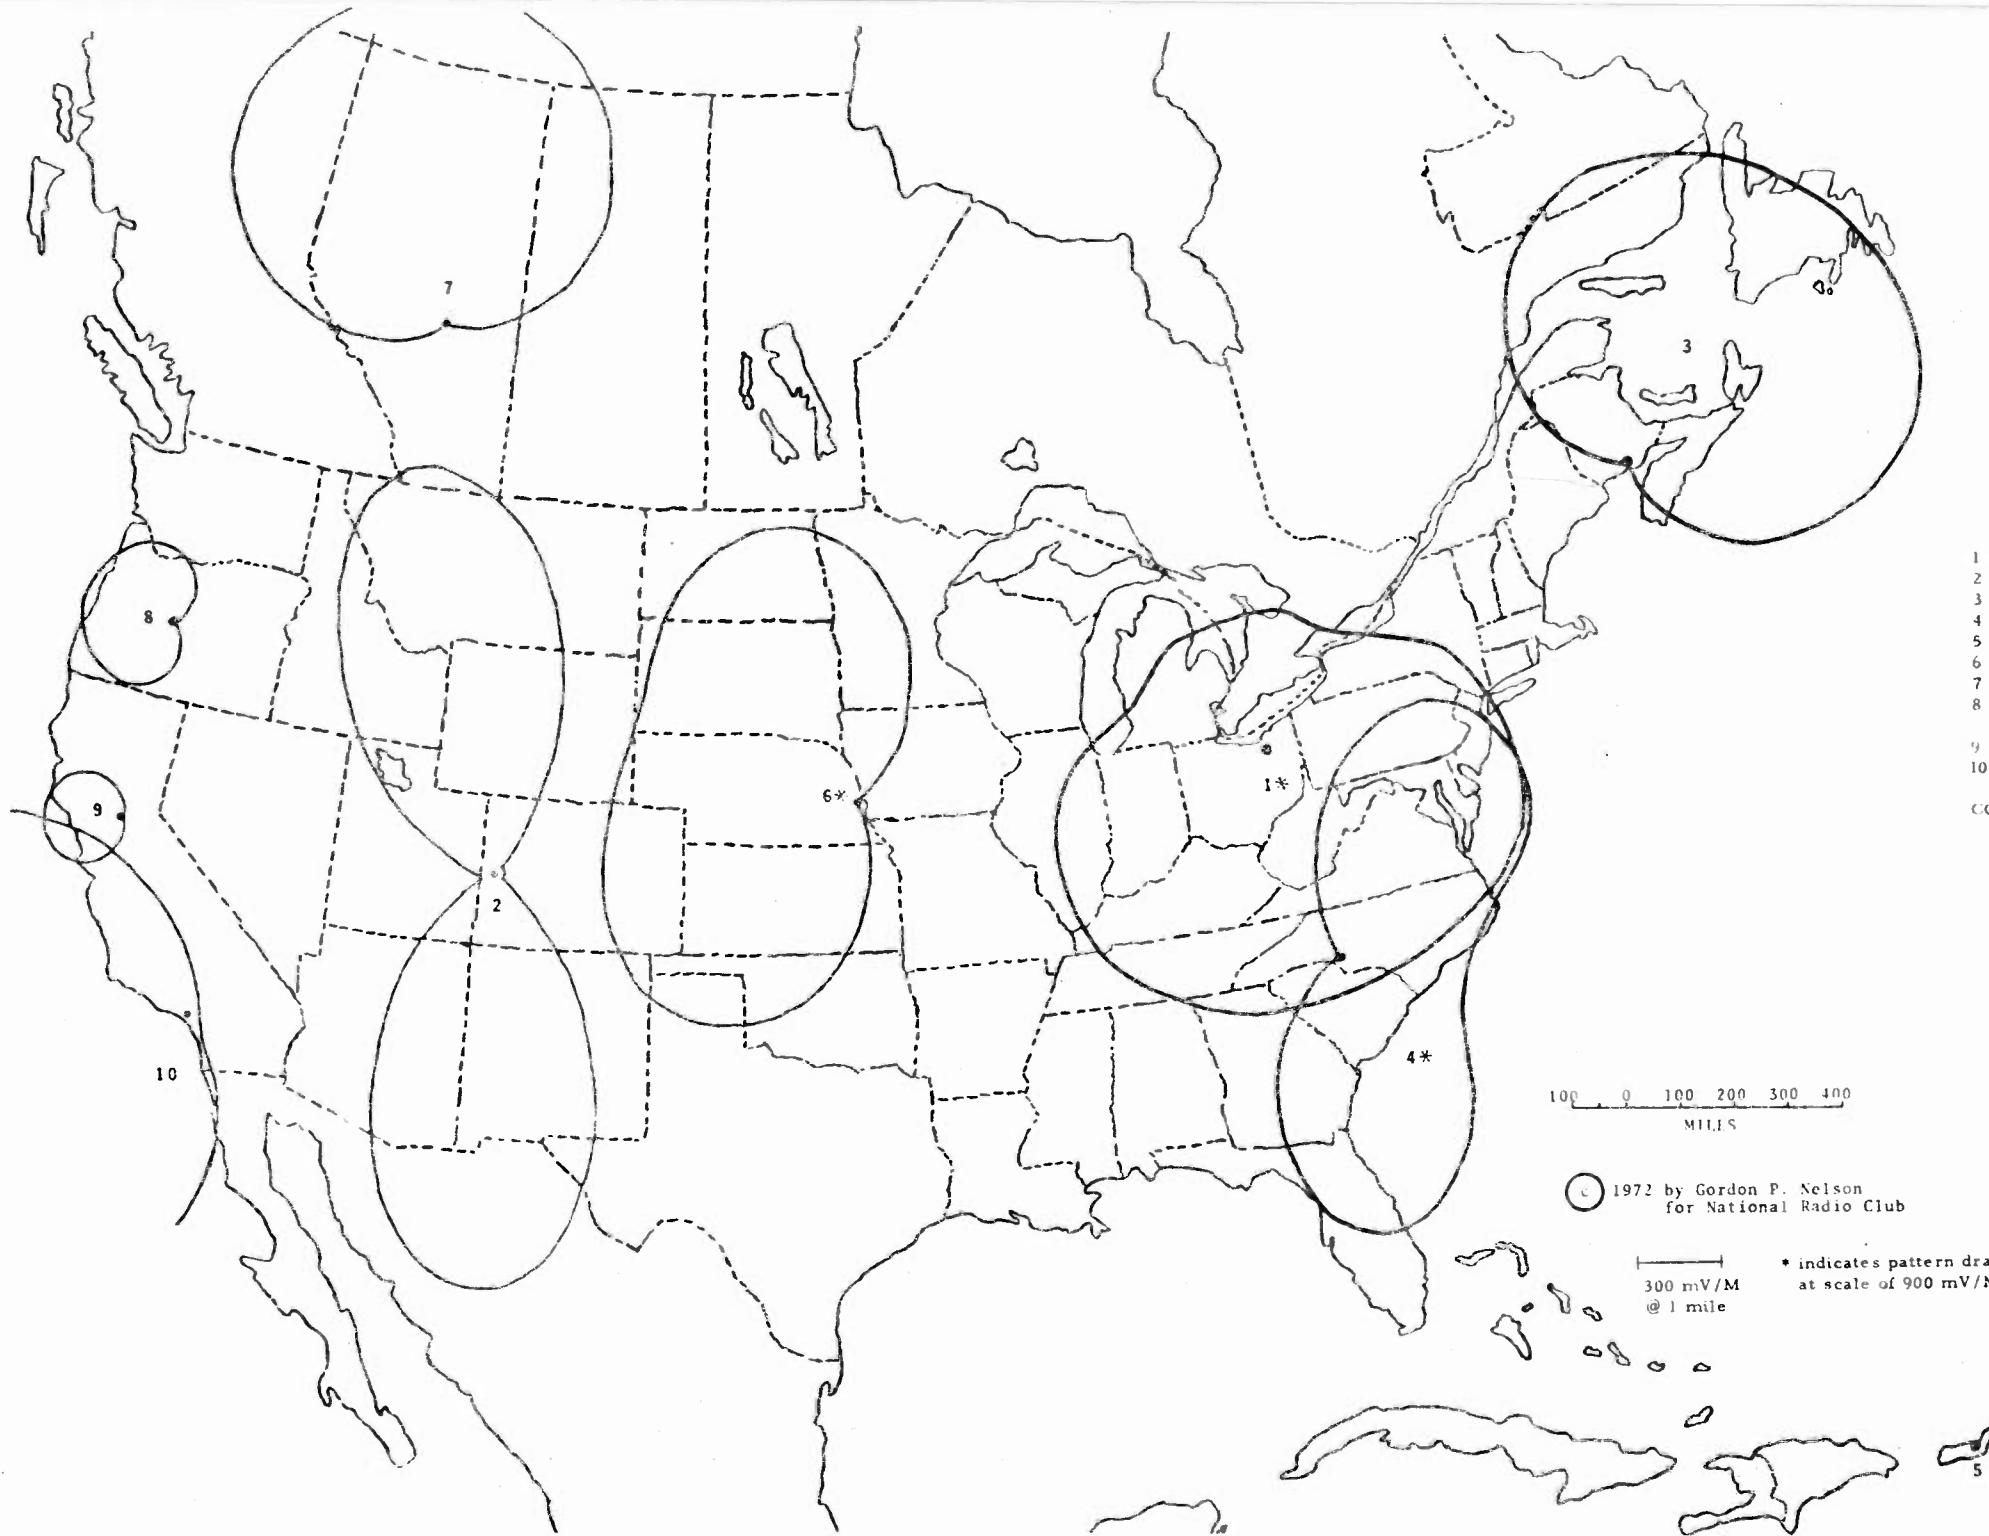 7
3
1
2
3
4
5
6
7
8
9
10
8
6*
1*
9
2
4*
10
100 0 100 200 300 400
MILES
c 1972 by Gordon P. Nelson
for National Radio Club
300 mV/M
@ 1 mile
* indicates pattern dra
at scale of 900 mV/M
5